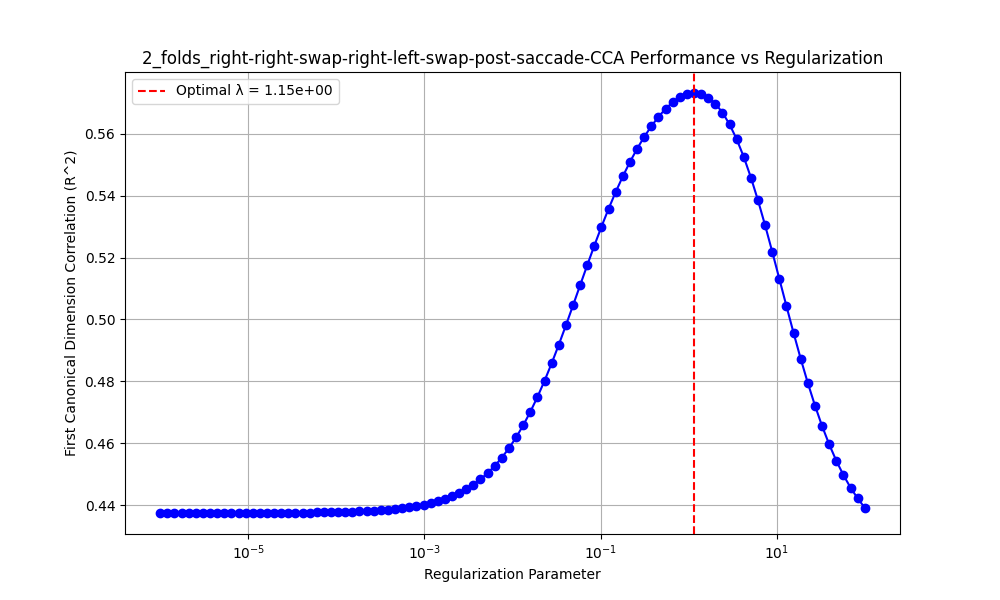 2_folds_right-right-swap-right-left-swap-post-saccade-CCA Performance vs Regularization
Optimal λ = 1.15e+00
First Canonical Dimension Correlation (R^2)
0.56
0.54
0.52
0.50
0.48
0.46
0.44
10^-5
10^-3
10^-1
10^1
Regularization Parameter